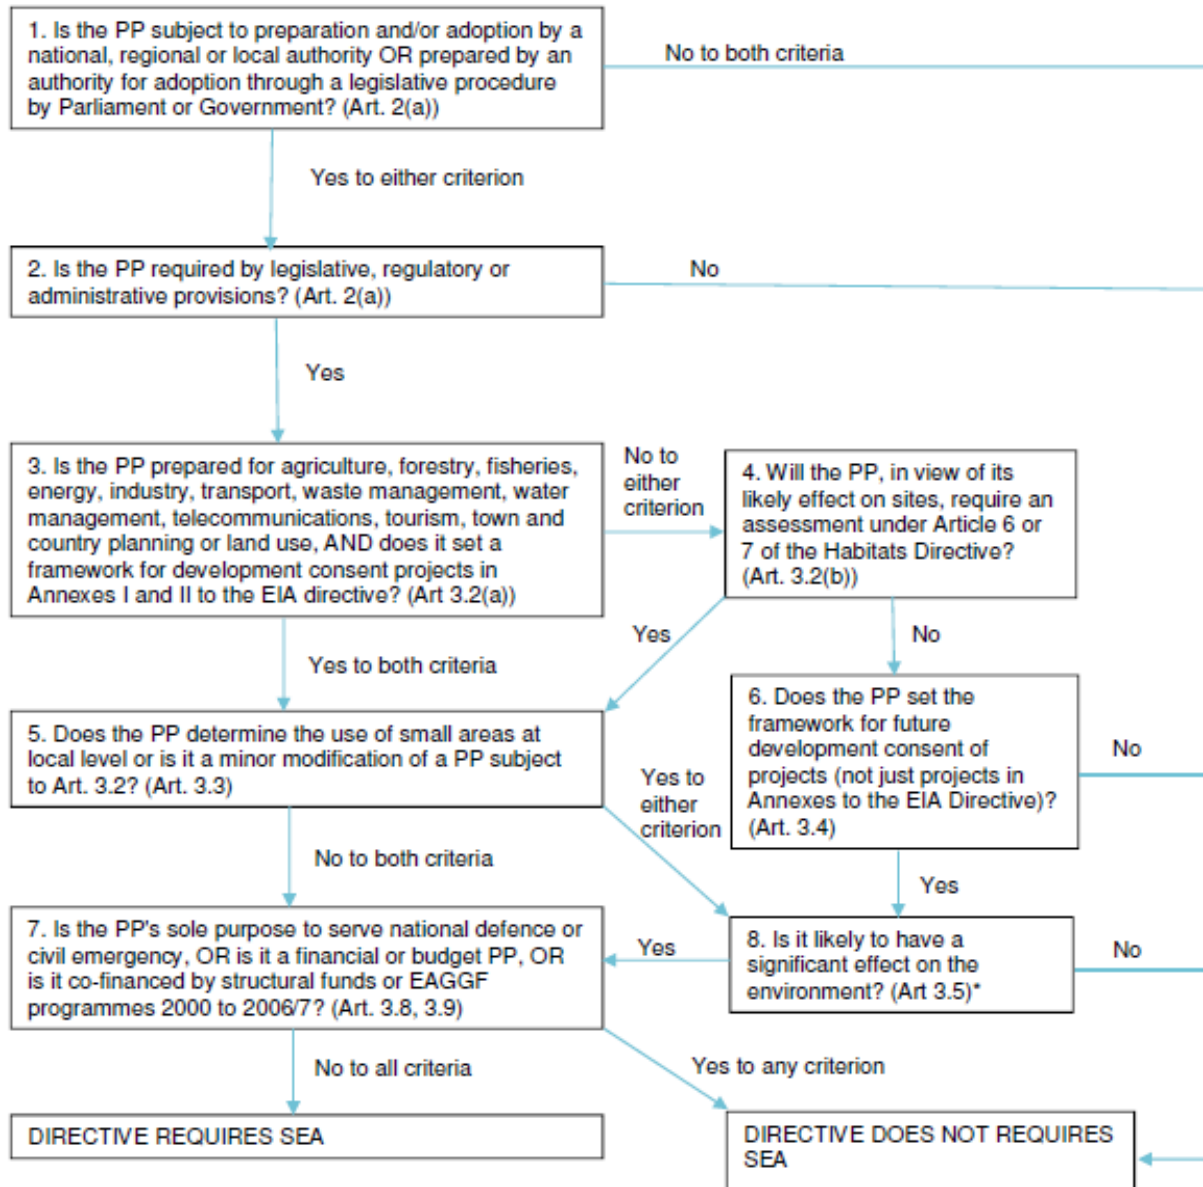 1. Is the PP subject to preparation and/or adoption by a
national, regional or local authority OR prepared by an
authority for adoption through a legislative procedure
by Parliament or Government? (Art. 2(a))
No to both criteria
Yes to either criterion
2. Is the PP required by legislative, regulatory or
administrative provisions? (Art. 2(a))
No
Yes
3. Is the PP prepared for agriculture, forestry, fisheries,
energy, industry, transport, waste management, water
management, telecommunications, tourism, town and
country planning or land use, AND does it set a
framework for development consent projects in
Annexes I and II to the EIA directive? (Art 3.2(a))
No to
either
criterion
4. Will the PP, in view of its
likely effect on sites, require an
assessment under Article 6 or
7 of the Habitats Directive?
(Art. 3.2(b))
Yes
No
Yes to both criteria
6. Does the PP set the
framework for future
development consent of
projects (not just projects in
Annexes to the EIA Directive)?
(Art. 3.4)
No
5. Does the PP determine the use of small areas at
local level or is it a minor modification of a PP subject
to Art. 3.2? (Art. 3.3)
Yes to
either
criterion
No to both criteria
Yes
7. Is the PP's sole purpose to serve national defence or
civil emergency, OR is it a financial or budget PP, OR
is it co-financed by structural funds or EAGGF
programmes 2000 to 2006/7? (Art. 3.8, 3.9)
Yes
8. Is it likely to have a
significant effect on the
environment? (Art 3.5)*
No
No to all criteria
Yes to any criterion
DIRECTIVE REQUIRES SEA
DIRECTIVE DOES NOT REQUIRES
SEA